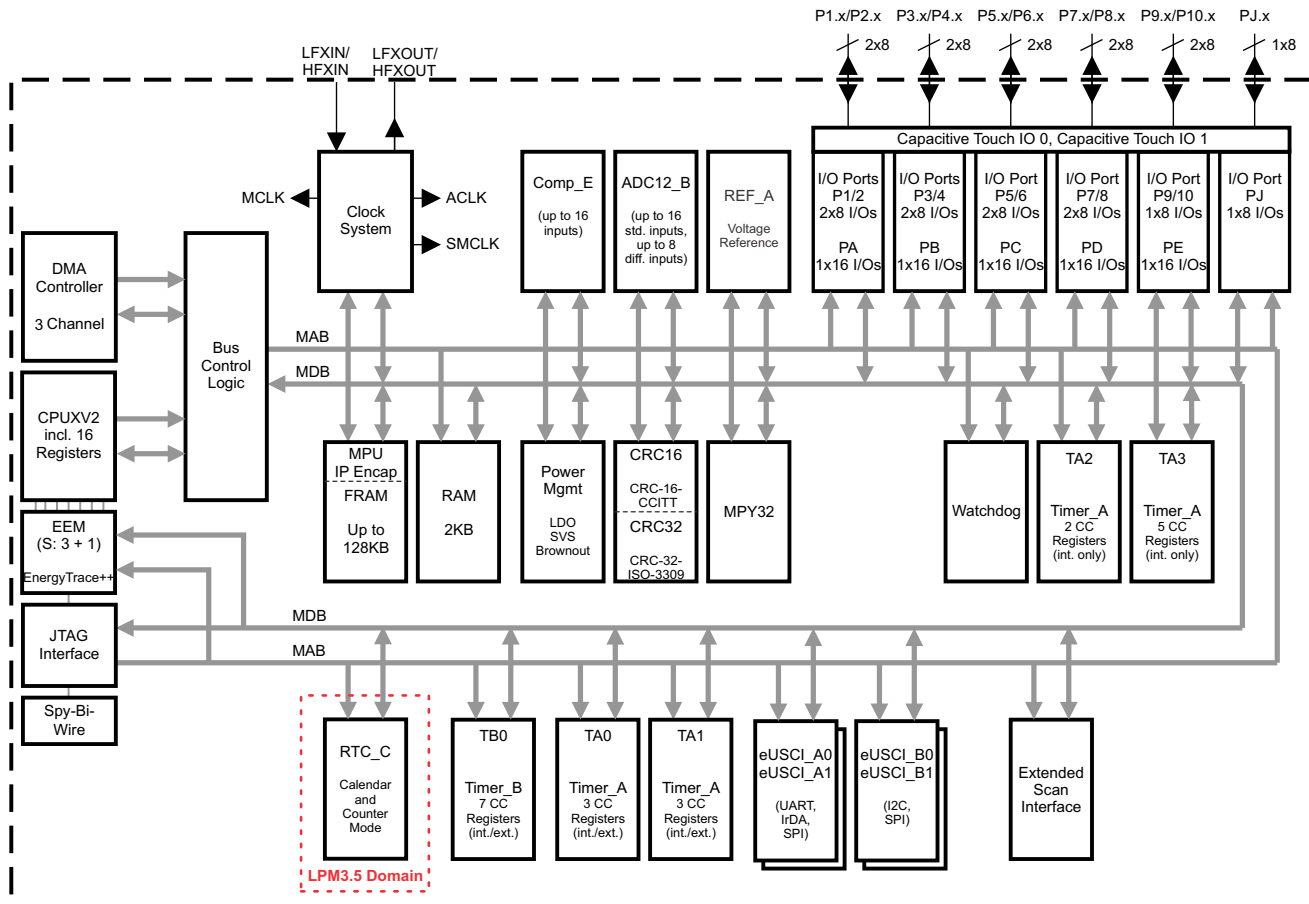 P1.x/P2.x
P3.x/P4.x
P5.x/P6.x
P7.x/P8.x
P9.x/P10.x
PJ.x
2x8
2x8
2x8
2x8
2x8
1x8
LFXIN/
HFXIN
LFXOUT/
HFXOUT
Capacitive Touch IO 0, Capacitive Touch IO 1
MCLK
Clock
System
ACLK
SMCLK
Comp_E
(up to 16
inputs)
ADC12_B
(up to 16
std. inputs,
up to 8
diff. inputs)
REF_A
Voltage
Reference
I/O Ports
P1/2
2x8 I/Os
PA
1x16 I/Os
I/O Ports
P3/4
2x8 I/Os
PB
1x16 I/Os
I/O Port
P5/6
2x8 I/Os
PC
1x16 I/Os
I/O Port
P7/8
2x8 I/Os
PD
1x16 I/Os
I/O Port
P9/10
1x8 I/Os
PE
1x16 I/Os
I/O Port
PJ
1x8 I/Os
DMA
Controller
3 Channel
Bus
Control
Logic
MAB
MDB
CPUXV2
incl. 16
Registers
MPU
IP Encap
FRAM
Up to
128KB
RAM
2KB
Power
Mgmt
LDO
SVS
Brownout
CRC16
CRC-16-
CCITT
CRC32
CRC-32-
ISO-3309
MPY32
Watchdog
TA2
Timer_A
2 CC
Registers
(int. only)
TA3
Timer_A
5 CC
Registers
(int. only)
EEM
(S: 3 + 1)
EnergyTrace++
MDB
MAB
JTAG
Interface
Spy-Bi-
Wire
RTC_C
Calendar
and
Counter
Mode
LPM3.5 Domain
TB0
Timer_B
7 CC
Registers
(int./ext.)
TA0
Timer_A
3 CC
Registers
(int./ext.)
TA1
Timer_A
3 CC
Registers
(int./ext.)
eUSCI_A0
eUSCI_A1
(UART,
IrDA,
SPI)
eUSCI_B0
eUSCI_B1
(I2C,
SPI)
Extended
Scan
Interface